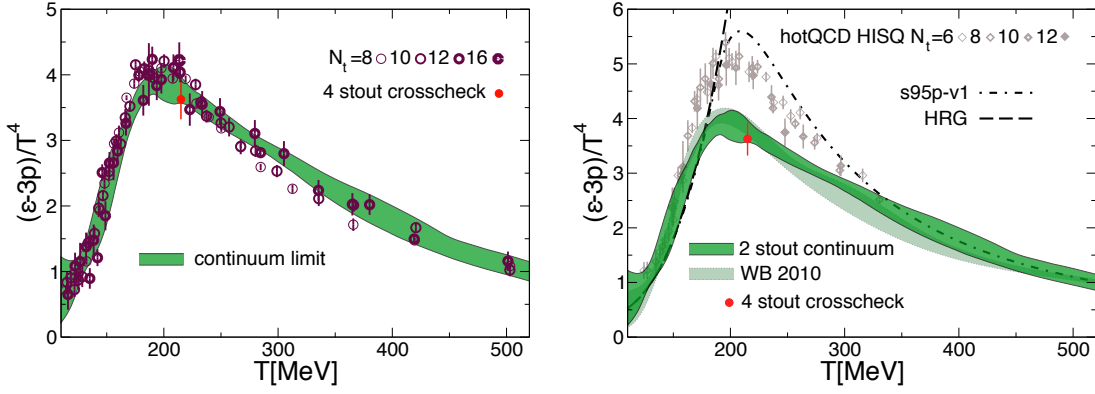 (ε-3p)/T⁴
5
4
3
2
1
0
200
300
400
500
T[MeV]
N_t=8 10 12 16
4 stout crosscheck
continuum limit
(ε-3p)/T⁴
6
5
4
3
2
1
0
200
300
400
500
T[MeV]
hotQCD HISQ N_t=6 8 10 12
s95p-v1
HRG
2 stout continuum
WB 2010
4 stout crosscheck